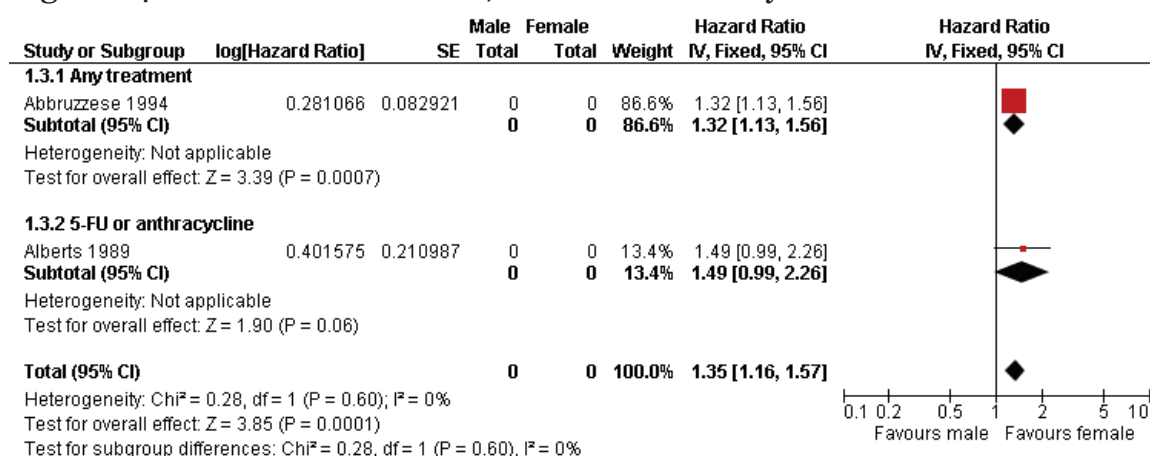 Male Female Hazard Ratio Hazard Ratio
Study or Subgroup log[Hazard Ratio] SE Total Total Weight IV, Fixed, 95% CI IV, Fixed, 95% CI
1.3.1 Any treatment
Abbruzzese 1994 0.281066 0.082921 0 0 86.6% 1.32 [1.13, 1.56]
Subtotal (95% CI) 0 0 86.6% 1.32 [1.13, 1.56]
Heterogeneity: Not applicable
Test for overall effect: Z = 3.39 (P = 0.0007)
1.3.2 5-FU or anthracycline
Alberts 1989 0.401575 0.210987 0 0 13.4% 1.49 [0.99, 2.26]
Subtotal (95% CI) 0 0 13.4% 1.49 [0.99, 2.26]
Heterogeneity: Not applicable
Test for overall effect: Z = 1.90 (P = 0.06)
Total (95% CI) 0 0 100.0% 1.35 [1.16, 1.57]
Heterogeneity: Chi² = 0.28, df = 1 (P = 0.60); I² = 0%
Test for overall effect: Z = 3.85 (P = 0.0001)
Test for subgroup differences: Chi² = 0.28, df = 1 (P = 0.60), I² = 0%
0.1 0.2 0.5 1 2 5 10
Favours male Favours female